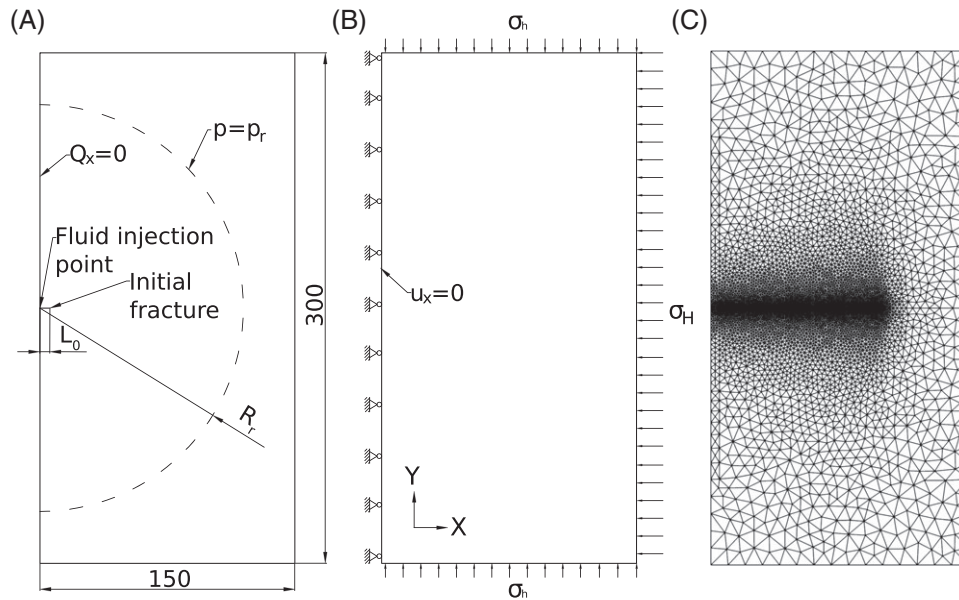 (A)
(B)
(C)
σh
p=pr
Qx=0
Fluid injection
point
Initial
fracture
L0
Rr
300
150
ux=0
σH
Y
X
σh